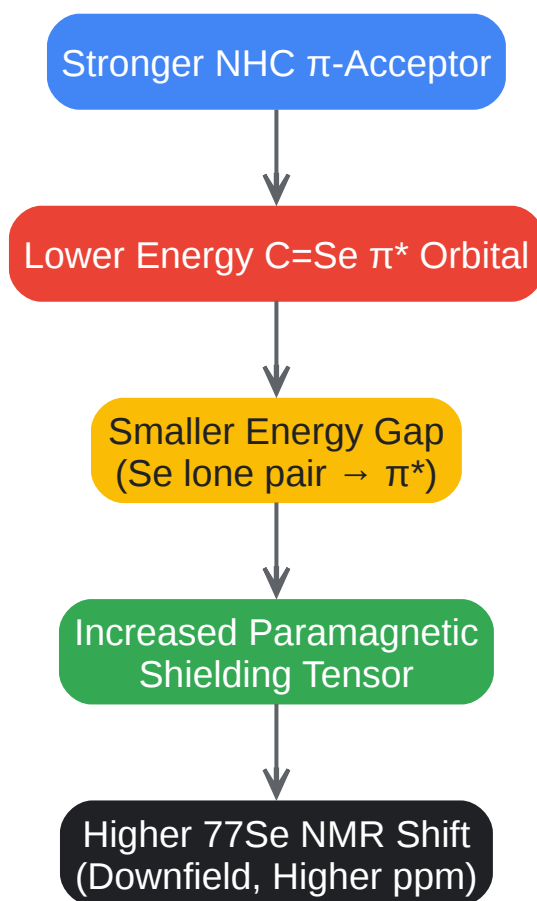 Stronger NHC π-Acceptor
Lower Energy C=Se π* Orbital
Smaller Energy Gap
(Se lone pair → π*)
Increased Paramagnetic
Shielding Tensor
Higher 77Se NMR Shift
(Downfield, Higher ppm)